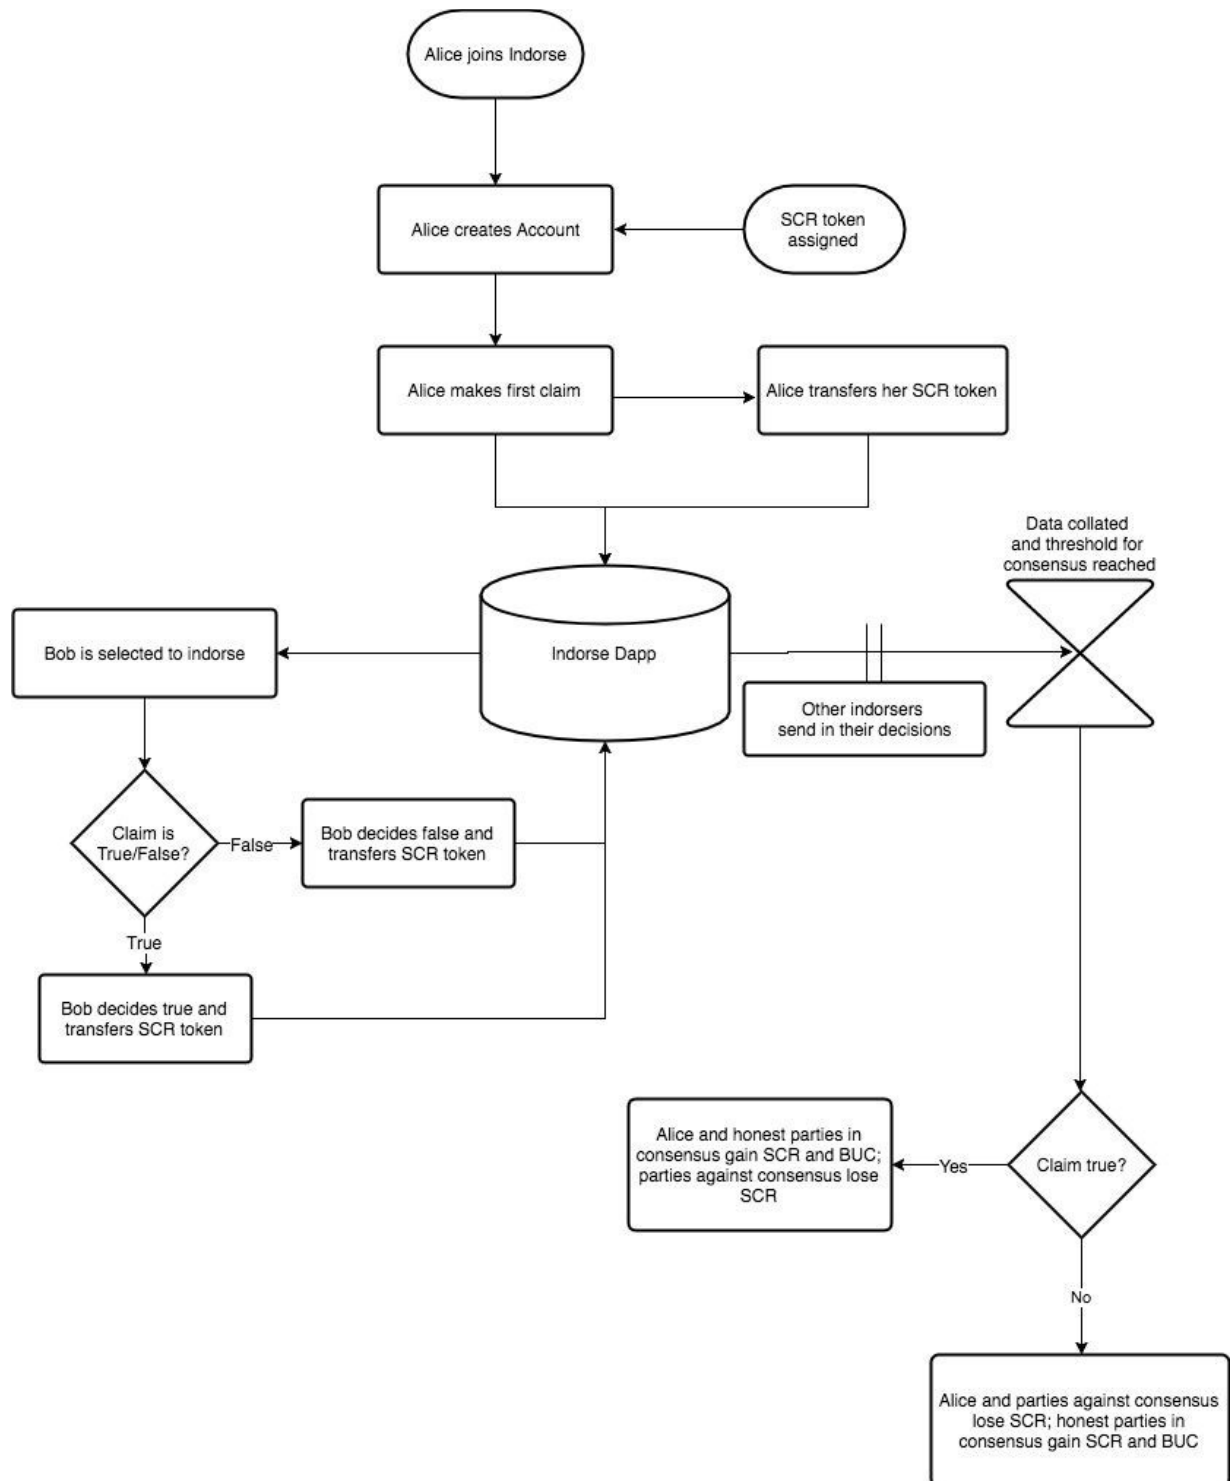 Alice joins Indorse
Alice creates Account
SCR token
assigned
Alice makes first claim
Alice transfers her SCR token
Data collated
and threshold for
consensus reached
Bob is selected to indorse
Indorse Dapp
Other indorsers
send in their decisions
Claim is
True/False?
False
Bob decides false and
transfers SCR token
True
Bob decides true and
transfers SCR token
Alice and honest parties in
consensus gain SCR and BUC;
parties against consensus lose
SCR
Yes
Claim true?
No
Alice and parties against consensus
lose SCR; honest parties in
consensus gain SCR and BUC